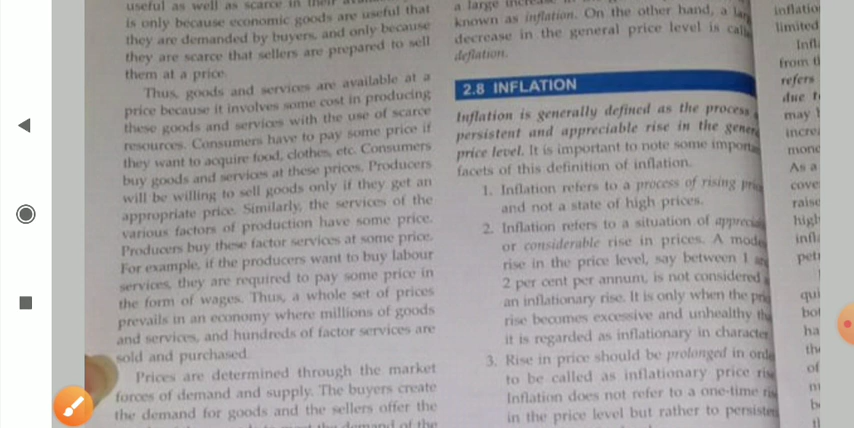 useful as well as scarce in their
is only because economic goods are useful that
they are demanded by buyers, and only because
they are scarce that sellers are prepared to sell
them at a price.
Thus, goods and services are available at a
price because it involves some cost in producing
these goods and services with the use of scarce
resources. Consumers have to pay some price if
they want to acquire food, clothes, etc. Consumers
buy goods and services at these prices. Producers
will be willing to sell goods only if they get an
appropriate price. Similarly, the services of the
various factors of production have some price.
Producers buy these factor services at some price.
For example, if the producers want to buy labour
services, they are required to pay some price in
the form of wages. Thus, a whole set of prices
prevails in an economy where millions of goods
and services, and hundreds of factor services are
sold and purchased.
Prices are determined through the market
forces of demand and supply. The buyers create
the demand for goods and the sellers offer the
demand of the
a large
known as inflation. On the other hand, a
decrease in the general price level is
deflation.
2.8 INFLATION
Inflation is generally defined as the process
persistent and appreciable rise in the
price level. It is important to note some
facets of this definition of inflation.
1. Inflation refers to a process of rising
and not a state of high prices.
2. Inflation refers to a situation of
or considerable rise in prices. A
rise in the price level, say between 1
2 per cent per annum, is not considered
an inflationary rise. It is only when the
rise becomes excessive and unhealthy
it is regarded as inflationary in character.
3. Rise in price should be prolonged in
to be called as inflationary price
Inflation does not refer to a one-time
in the price level but rather to
limited
from
refers
due
may
As a